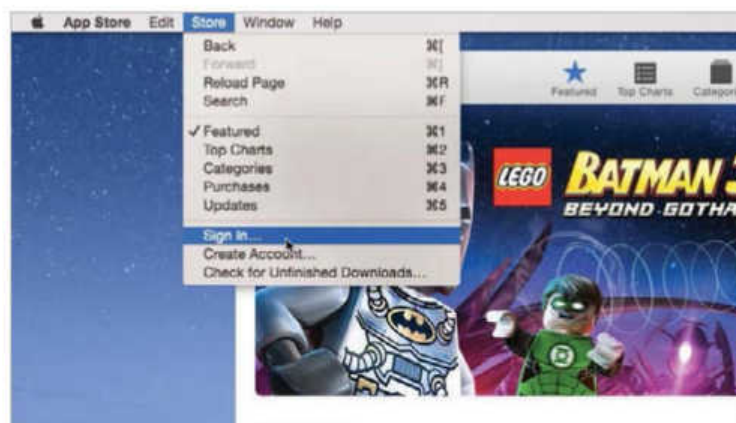 App Store Edit Store Window Help
Back ⌘[
Forward ⌘]
Reload Page ⌘R
Search ⌘F
✓ Featured ⌘1
Top Charts ⌘2
Categories ⌘3
Purchases ⌘4
Updates ⌘5
Sign In...
Create Account...
Check for Unfinished Downloads...
Featured Top Charts
LEGO BATMAN 3
BEYOND